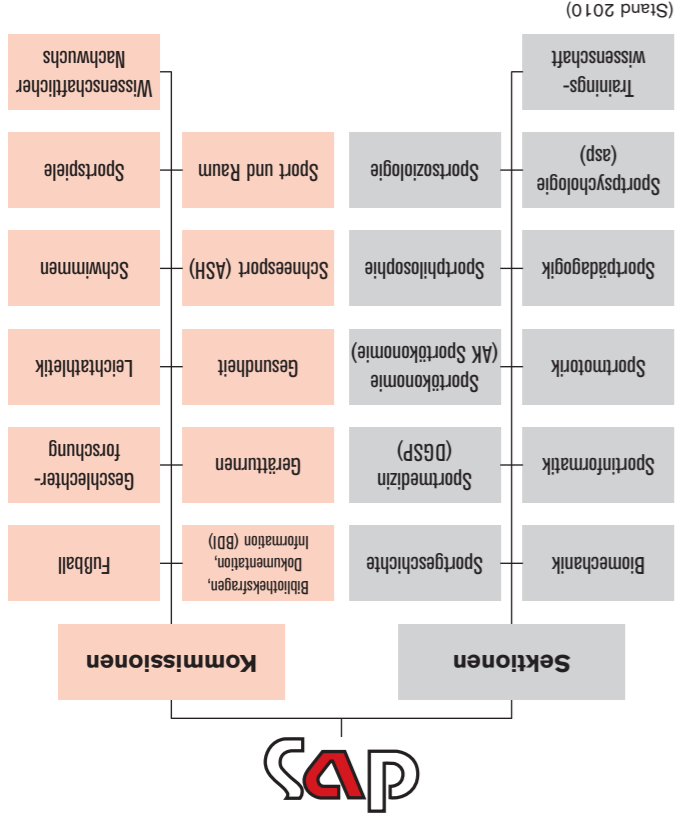 dvs
Sektionen
Kommissionen
Biomechanik
Sportgeschichte
Bibliotheksfragen,
Dokumentation,
Information (BDI)
Fußball
Sportinformatik
Sportmedizin
(DGSP)
Gerätturnen
Geschlechter-
forschung
Sportmotorik
Sportökonomie
(AK Sportökonomie)
Gesundheit
Leichtathletik
Sportpädagogik
Sportphilosophie
Schneesport (ASH)
Schwimmen
Sportpsychologie
(asp)
Sportsoziologie
Sport und Raum
Sportspiele
Trainings-
wissenschaft
Wissenschaftlicher
Nachwuchs
(Stand 2010)